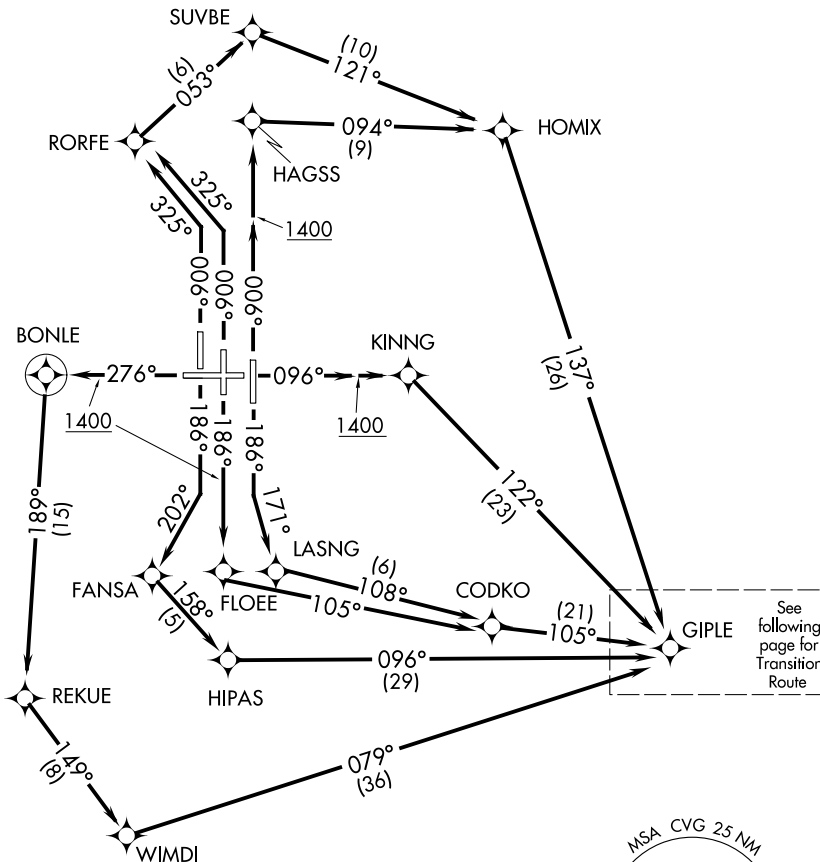 SUVBE
(10)
121°
(6)
053°
RORFE
HAGSS
094°
(9)
HOMIX
325°
325°
1400
006°
006°
006°
BONLE
276°
1400
096°
KINNG
1400
137°
(26)
186°
186°
186°
122°
(23)
189°
(15)
202°
171°
LASNG
(6)
108°
FANSA
158°
(5)
FLOEE
105°
CODKO
(21)
105°
GIPLE
See
following
page for
Transition
Route
HIPAS
096°
(29)
REKUE
149°
(8)
079°
(36)
WIMDI
MSA CVG 25 NM